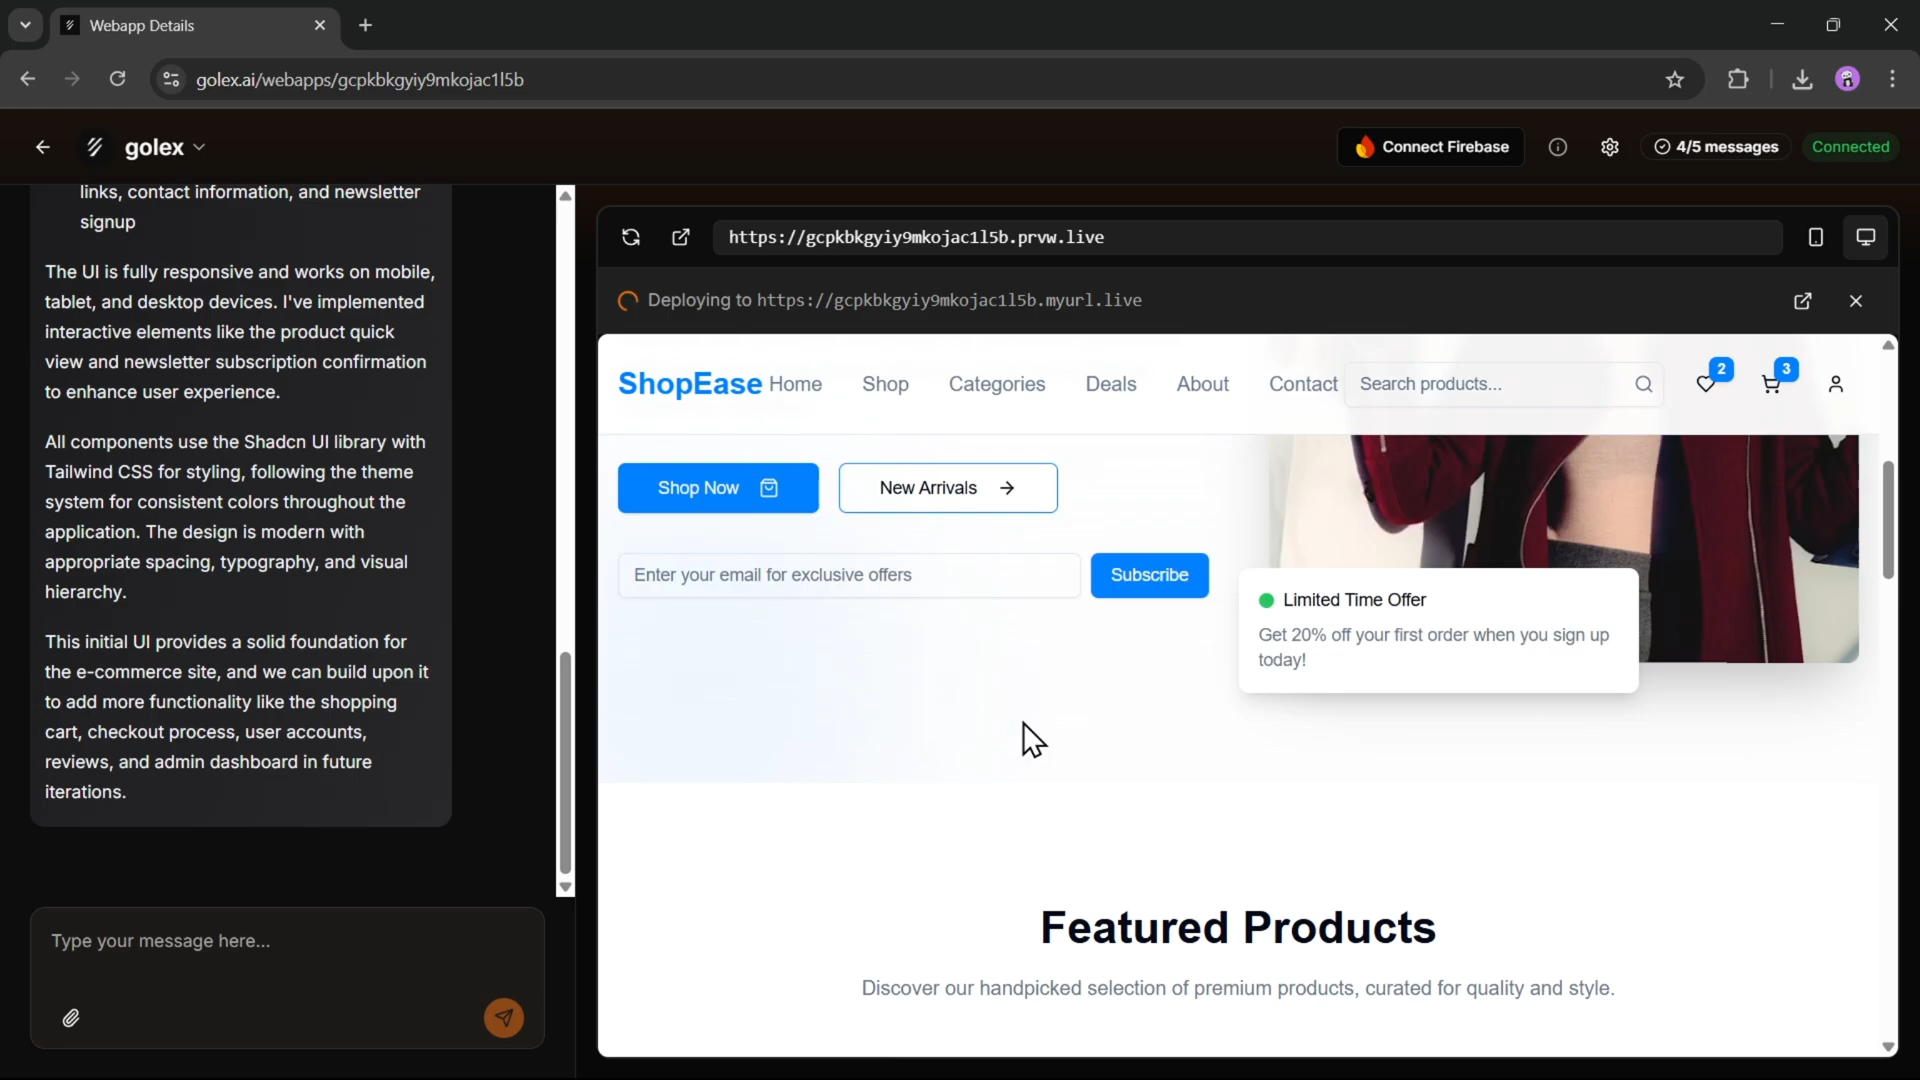 Webapp Details
golex.ai/webapps/gcpkbkgyiy9mkojac1l5b
golex
Connect Firebase
4/5 messages
Connected
links, contact information, and newsletter
signup
The UI is fully responsive and works on mobile,
tablet, and desktop devices. I've implemented
interactive elements like the product quick
view and newsletter subscription confirmation
to enhance user experience.
All components use the Shadcn UI library with
Tailwind CSS for styling, following the theme
system for consistent colors throughout the
application. The design is modern with
appropriate spacing, typography, and visual
hierarchy.
This initial UI provides a solid foundation for
the e-commerce site, and we can build upon it
to add more functionality like the shopping
cart, checkout process, user accounts,
reviews, and admin dashboard in future
iterations.
Type your message here...
https://gcpkbkgyiy9mkojac1l5b.prvw.live
Deploying to https://gcpkbkgyiy9mkojac1l5b.myurl.live
ShopEase Home Shop Categories Deals About Contact Search products... 2 3
Shop Now
New Arrivals
Enter your email for exclusive offers
Subscribe
Limited Time Offer
Get 20% off your first order when you sign up
today!
Featured Products
Discover our handpicked selection of premium products, curated for quality and style.